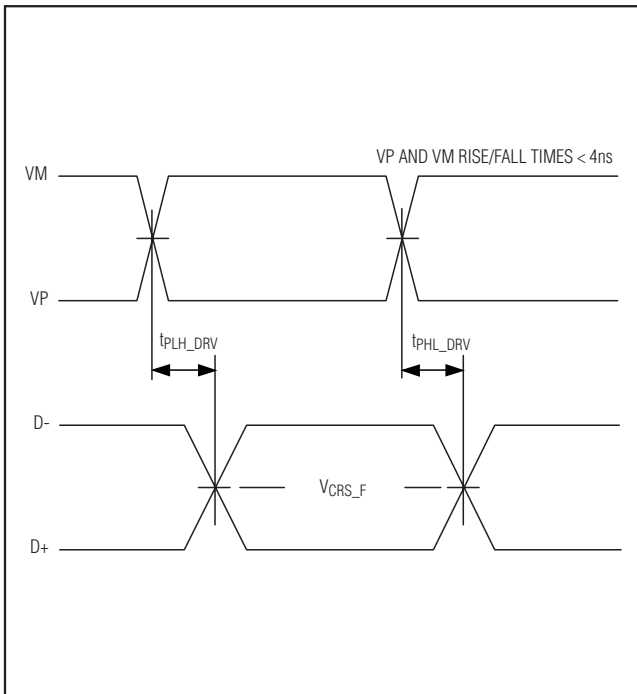 VP AND VM RISE/FALL TIMES < 4ns
VM
VP
tPLH_DRV
tPHL_DRV
D-
VCRS_F
D+